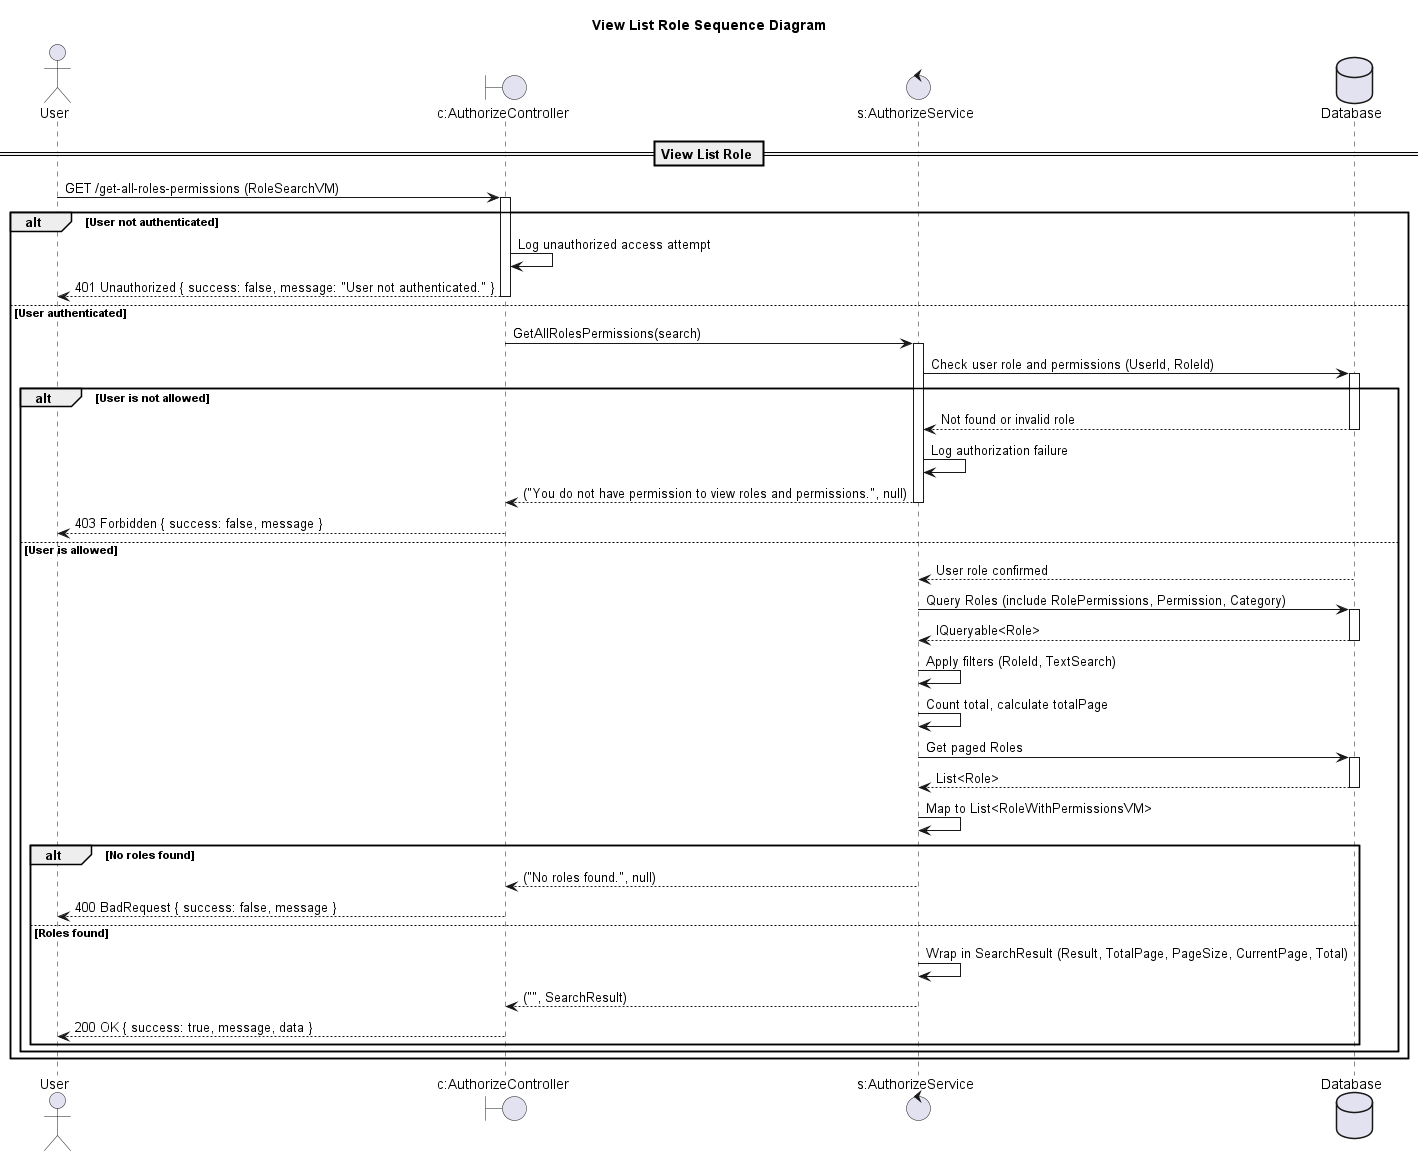 View List Role Sequence Diagram
User
c:AuthorizeController
s:AuthorizeService
Database
View List Role
GET /get-all-roles-permissions (RoleSearchVM)
alt [User not authenticated]
Log unauthorized access attempt
401 Unauthorized { success: false, message: "User not authenticated." }
[User authenticated]
GetAllRolesPermissions(search)
Check user role and permissions (UserId, RoleId)
alt [User is not allowed]
Not found or invalid role
Log authorization failure
("You do not have permission to view roles and permissions.", null)
403 Forbidden { success: false, message }
[User is allowed]
User role confirmed
Query Roles (include RolePermissions, Permission, Category)
IQueryable<Role>
Apply filters (RoleId, TextSearch)
Count total, calculate totalPage
Get paged Roles
List<Role>
Map to List<RoleWithPermissionsVM>
alt [No roles found]
("No roles found.", null)
400 BadRequest { success: false, message }
[Roles found]
Wrap in SearchResult (Result, TotalPage, PageSize, CurrentPage, Total)
("", SearchResult)
200 OK { success: true, message, data }
User
c:AuthorizeController
s:AuthorizeService
Database